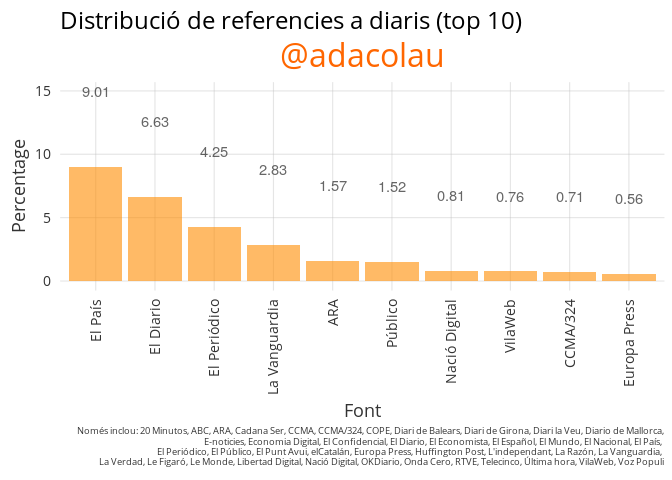 Distribució de referencies a diaris (top 10)
@adacolau
15
10
5
0
Percentage
9.01
6.63
4.25
2.83
1.57
1.52
0.81
0.76
0.71
0.56
El País
El Diario
El Periódico
La Vanguardia
ARA
Público
Nació Digital
VilaWeb
CCMA/324
Europa Press
Font
Només inclou: 20 Minutos, ABC, ARA, Cadana Ser, CCMA, CCMA/324, COPE, Diari de Balears, Diari de Girona, Diari la Veu, Diario de Mallorca,
E-noticies, Economia Digital, El Confidencial, El Diario, El Economista, El Español, El Mundo, El Nacional, El País,
El Periódico, El Público, El Punt Avui, elCatalán, Europa Press, Huffington Post, L'independant, La Razón, La Vanguardia,
La Verdad, Le Figaró, Le Monde, Libertad Digital, Nació Digital, OKDiario, Onda Cero, RTVE, Telecinco, Última hora, VilaWeb, Voz Populi